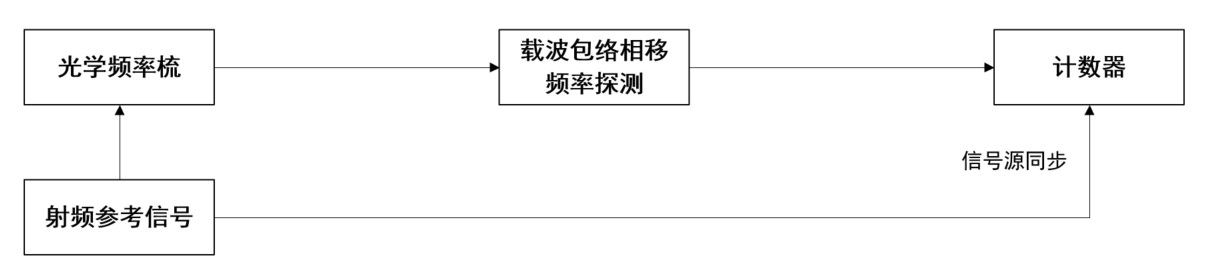 光学频率梳
载波包络相移
频率探测
计数器
信号源同步
射频参考信号